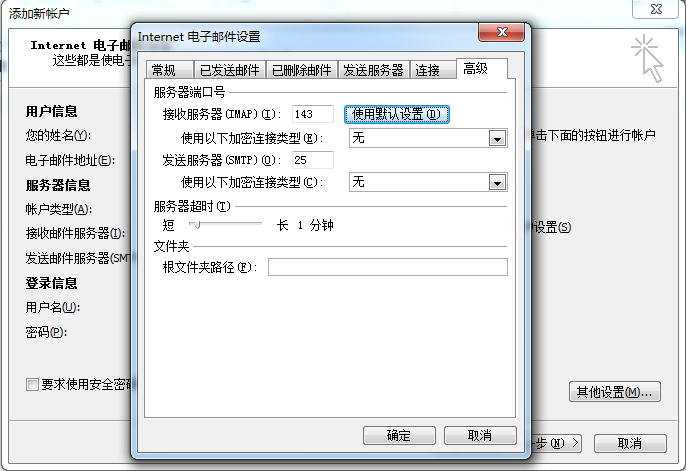 添加新帐户
Internet 电子邮件设置
Internet 电子邮
这些都是使电子
常规 已发送邮件 已删除邮件 发送服务器 连接 高级
服务器端口号
用户信息
接收服务器(IMAP)(I): 143 使用默认设置(D)
您的姓名(Y):
使用以下加密连接类型(E): 无
单击下面的按钮进行帐户
电子邮件地址(E):
发送服务器(SMTP)(O): 25
服务器信息
使用以下加密连接类型(C): 无
帐户类型(A):
服务器超时(T)
接收邮件服务器(I):
短 长 1 分钟
设置(S)
文件夹
发送邮件服务器(SMT
根文件夹路径(F):
登录信息
用户名(U):
密码(P):
要求使用安全密码
其他设置(M)...
确定 取消
步(N) > 取消